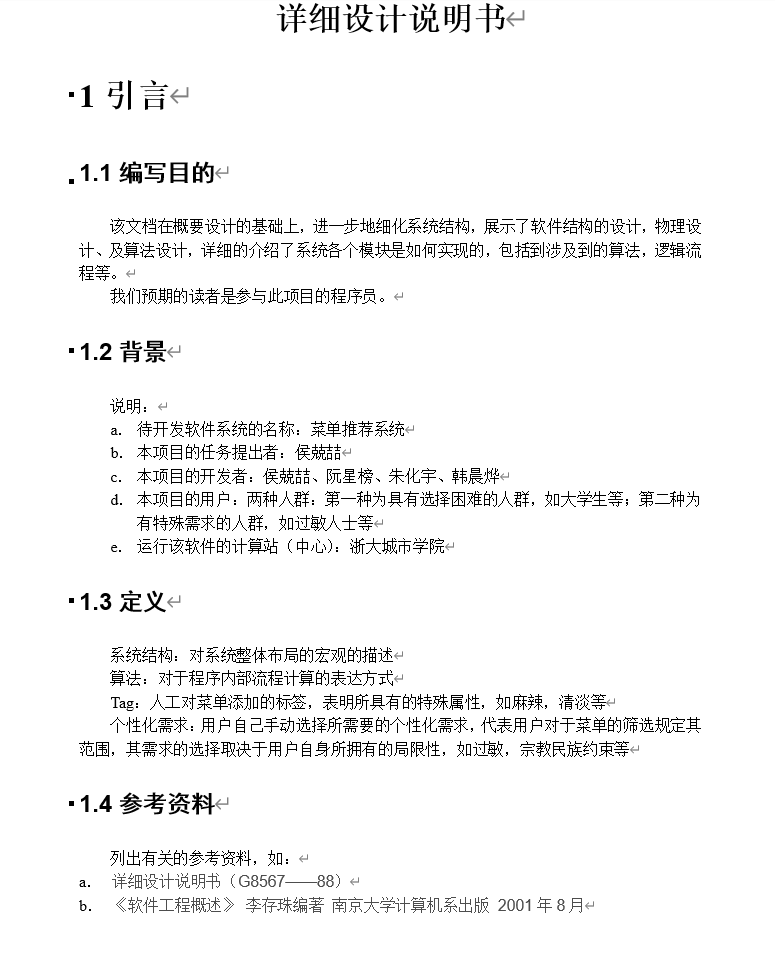 详细设计说明书
1 引言
1.1 编写目的
该文档在概要设计的基础上，进一步地细化系统结构，展示了软件结构的设计，物理设
计、及算法设计，详细的介绍了系统各个模块是如何实现的，包括到涉及到的算法，逻辑流
程等。
我们预期的读者是参与此项目的程序员。
1.2 背景
说明：
a. 待开发软件系统的名称：菜单推荐系统
b. 本项目的任务提出者：侯兢喆
c. 本项目的开发者：侯兢喆、阮星榜、朱化宇、韩晨烨
d. 本项目的用户：两种人群：第一种为具有选择困难的人群，如大学生等；第二种为
有特殊需求的人群，如过敏人士等
e. 运行该软件的计算站（中心）：浙大城市学院
1.3 定义
系统结构：对系统整体布局的宏观的描述
算法：对于程序内部流程计算的表达方式
Tag：人工对菜单添加的标签，表明所具有的特殊属性，如麻辣，清淡等
个性化需求：用户自己手动选择所需要的个性化需求，代表用户对于菜单的筛选规定其
范围，其需求的选择取决于用户自身所拥有的局限性，如过敏，宗教民族约束等
1.4 参考资料
列出有关的参考资料，如：
a. 详细设计说明书（G8567——88）
b. 《软件工程概述》 李存珠编著 南京大学计算机系出版 2001 年 8 月